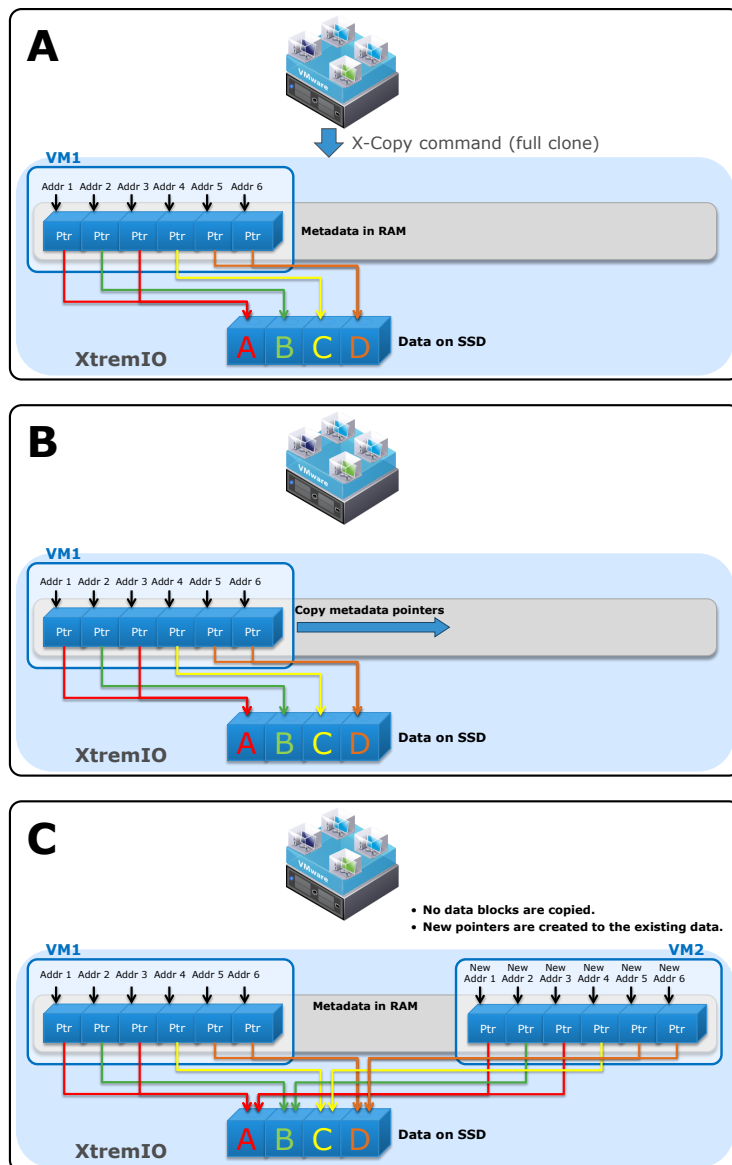 A
VMware
X-Copy command (full clone)
VM1
Addr 1 Addr 2 Addr 3 Addr 4 Addr 5 Addr 6
Ptr Ptr Ptr Ptr Ptr Ptr
Metadata in RAM
A B C D
Data on SSD
XtremIO
B
VMware
VM1
Addr 1 Addr 2 Addr 3 Addr 4 Addr 5 Addr 6
Copy metadata pointers
Ptr Ptr Ptr Ptr Ptr Ptr
A B C D
Data on SSD
XtremIO
C
VMware
• No data blocks are copied.
• New pointers are created to the existing data.
VM1
VM2
Addr 1 Addr 2 Addr 3 Addr 4 Addr 5 Addr 6
New New New New New New
Addr 1 Addr 2 Addr 3 Addr 4 Addr 5 Addr 6
Metadata in RAM
Ptr Ptr Ptr Ptr Ptr Ptr
Ptr Ptr Ptr Ptr Ptr Ptr
A B C D
Data on SSD
XtremIO